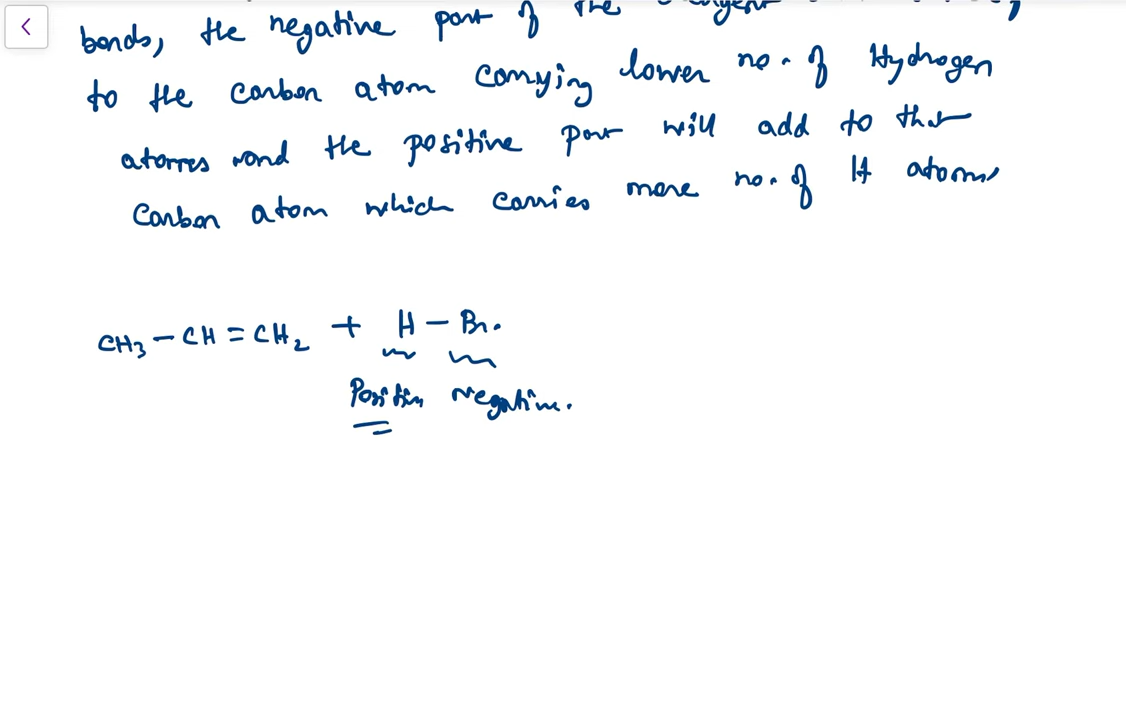 bonds, the negative part of the
to the carbon atom carrying lower no. of Hydrogen
atoms and the positive part will add to that
Carbon atom which carries more no. of H atoms
CH3 - CH = CH2 + H - Br.
Positive Negative.